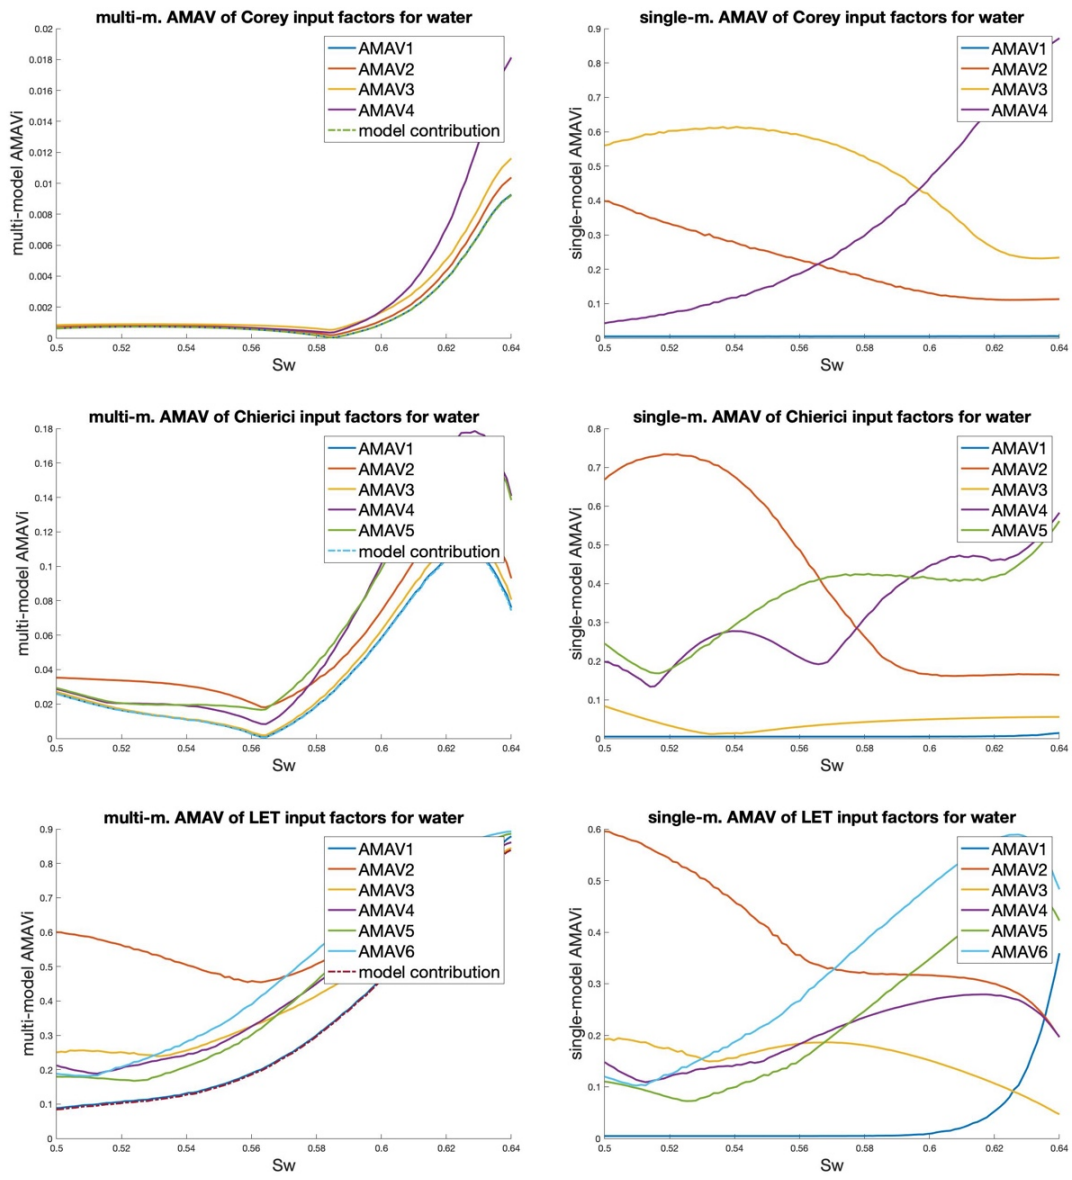 multi-m. AMAV of Corey input factors for water
multi-model AMAVi
0.02
0.018
0.016
0.014
0.012
0.01
0.008
0.006
0.004
0.002
0
0.5 0.52 0.54 0.56 0.58 0.6 0.62 0.64
Sw
AMAV1
AMAV2
AMAV3
AMAV4
model contribution
single-m. AMAV of Corey input factors for water
single-model AMAVi
0.9
0.8
0.7
0.6
0.5
0.4
0.3
0.2
0.1
0
0.5 0.52 0.54 0.56 0.58 0.6 0.62 0.64
Sw
AMAV1
AMAV2
AMAV3
AMAV4
multi-m. AMAV of Chierici input factors for water
multi-model AMAVi
0.18
0.16
0.14
0.12
0.1
0.08
0.06
0.04
0.02
0
0.5 0.52 0.54 0.56 0.58 0.6 0.62 0.64
Sw
AMAV1
AMAV2
AMAV3
AMAV4
AMAV5
model contribution
single-m. AMAV of Chierici input factors for water
single-model AMAVi
0.8
0.7
0.6
0.5
0.4
0.3
0.2
0.1
0
0.5 0.52 0.54 0.56 0.58 0.6 0.62 0.64
Sw
AMAV1
AMAV2
AMAV3
AMAV4
AMAV5
multi-m. AMAV of LET input factors for water
multi-model AMAVi
0.9
0.8
0.7
0.6
0.5
0.4
0.3
0.2
0.1
0
0.5 0.52 0.54 0.56 0.58 0.6 0.62 0.64
Sw
AMAV1
AMAV2
AMAV3
AMAV4
AMAV5
AMAV6
model contribution
single-m. AMAV of LET input factors for water
single-model AMAVi
0.6
0.5
0.4
0.3
0.2
0.1
0
0.5 0.52 0.54 0.56 0.58 0.6 0.62 0.64
Sw
AMAV1
AMAV2
AMAV3
AMAV4
AMAV5
AMAV6